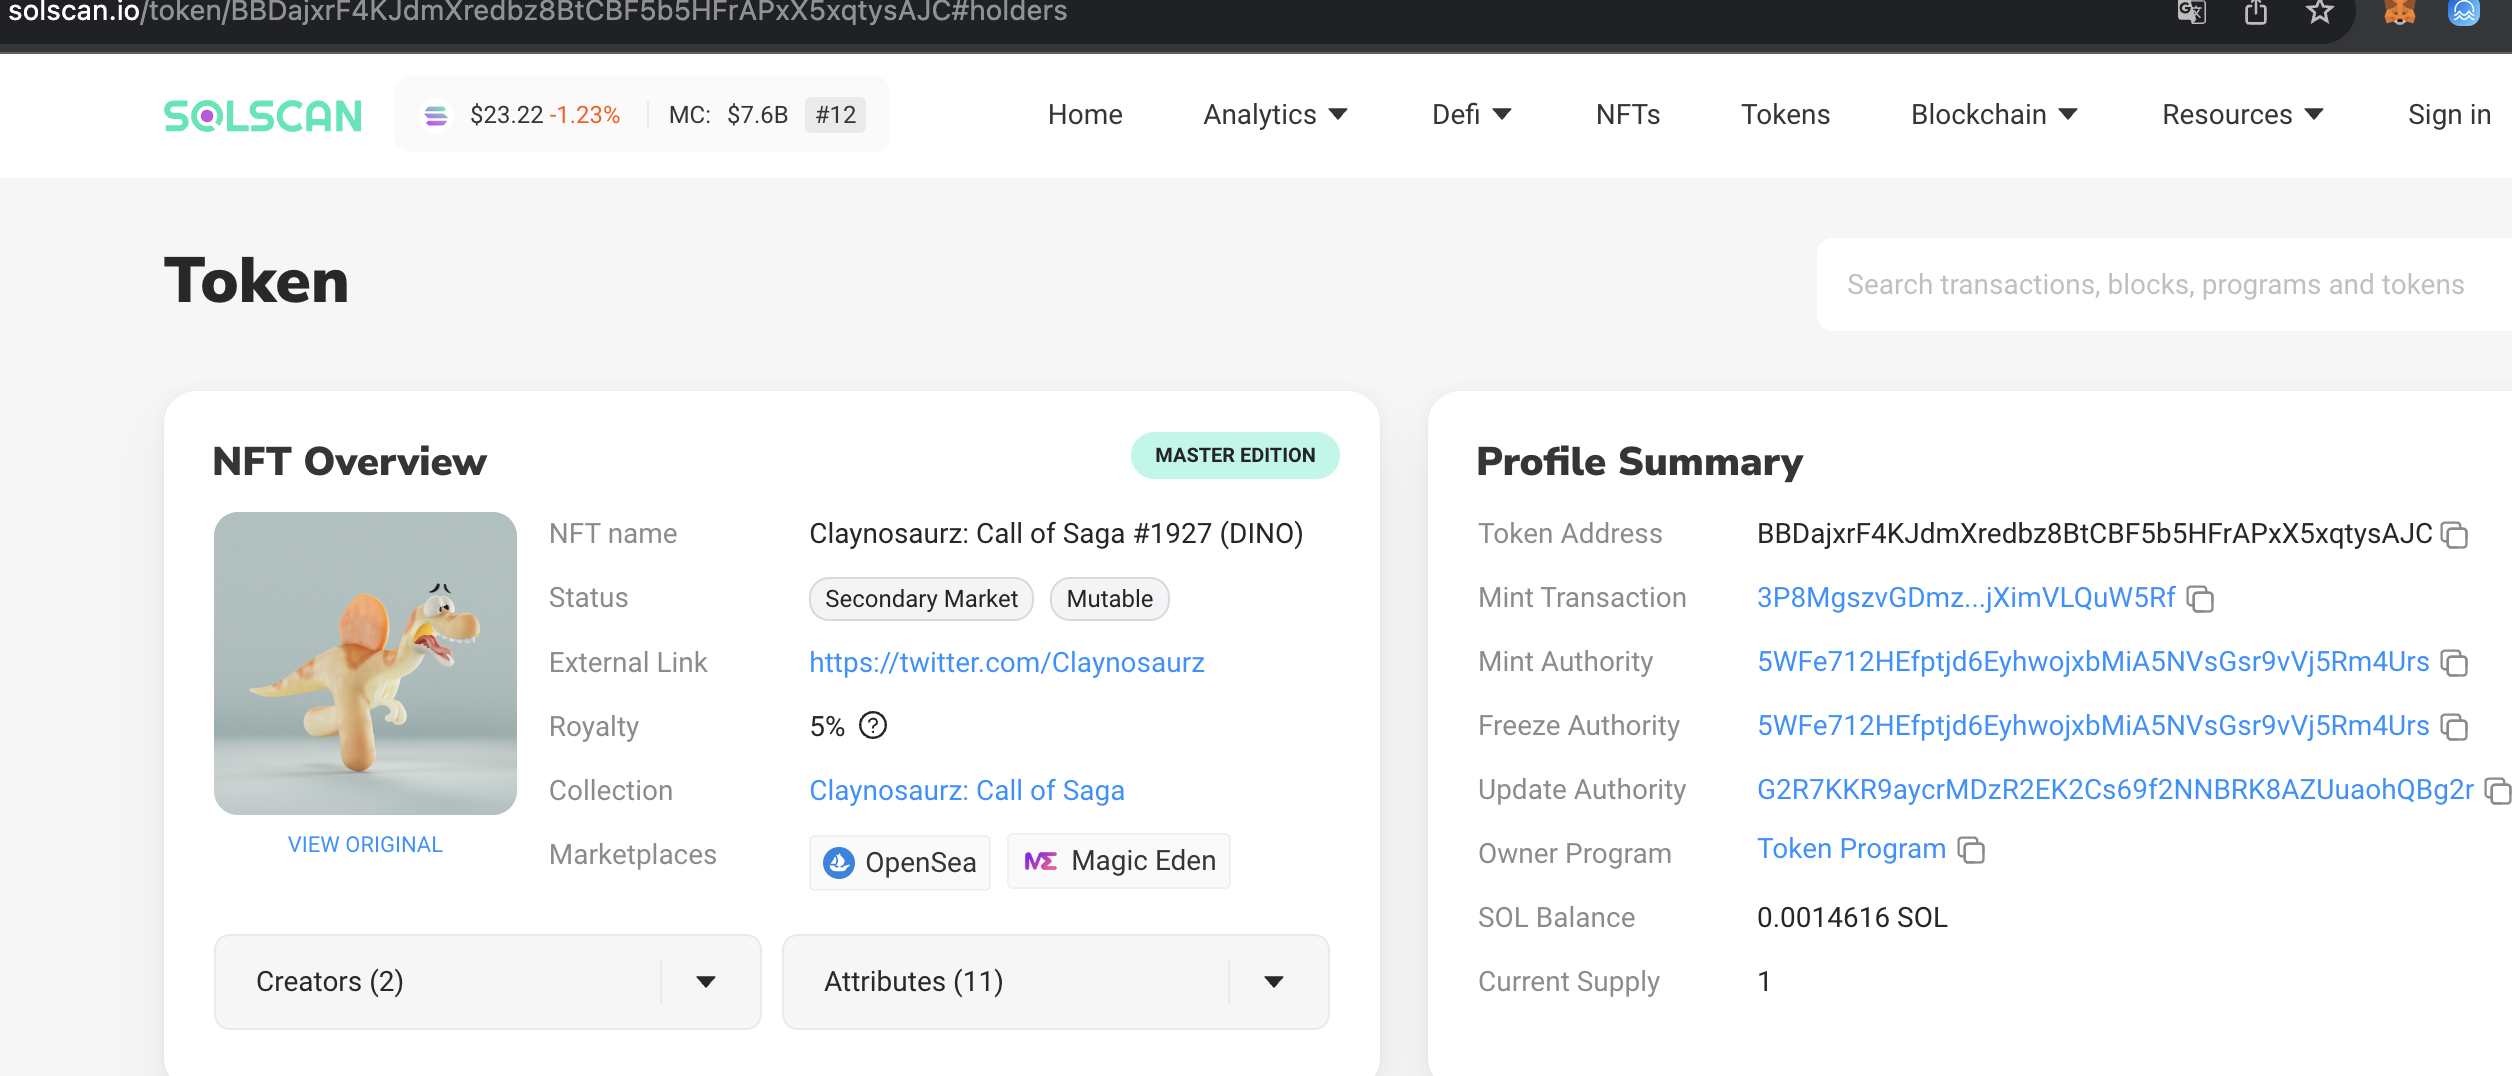 solscan.io/token/BBDajxrF4KJdmXredbz8BtCBF5b5HFrAPxX5xqtysAJC#holders
SOLSCAN $23.22 -1.23% MC: $7.6B #12 Home Analytics Defi NFTs Tokens Blockchain Resources Sign in
Token
Search transactions, blocks, programs and tokens
NFT Overview
MASTER EDITION
VIEW ORIGINAL
NFT name Claynosaurz: Call of Saga #1927 (DINO)
Status Secondary Market Mutable
External Link https://twitter.com/Claynosaurz
Royalty 5% ?
Collection Claynosaurz: Call of Saga
Marketplaces OpenSea ME Magic Eden
Creators (2) Attributes (11)
Profile Summary
Token Address BBDajxrF4KJdmXredbz8BtCBF5b5HFrAPxX5xqtysAJC
Mint Transaction 3P8MgszvGDmz...jXimVLQuW5Rf
Mint Authority 5WFe712HEfptjd6EyhwojxbMiA5NVsGsr9vVj5Rm4Urs
Freeze Authority 5WFe712HEfptjd6EyhwojxbMiA5NVsGsr9vVj5Rm4Urs
Update Authority G2R7KKR9aycrMDzR2EK2Cs69f2NNBRK8AZUuaohQBg2r
Owner Program Token Program
SOL Balance 0.0014616 SOL
Current Supply 1